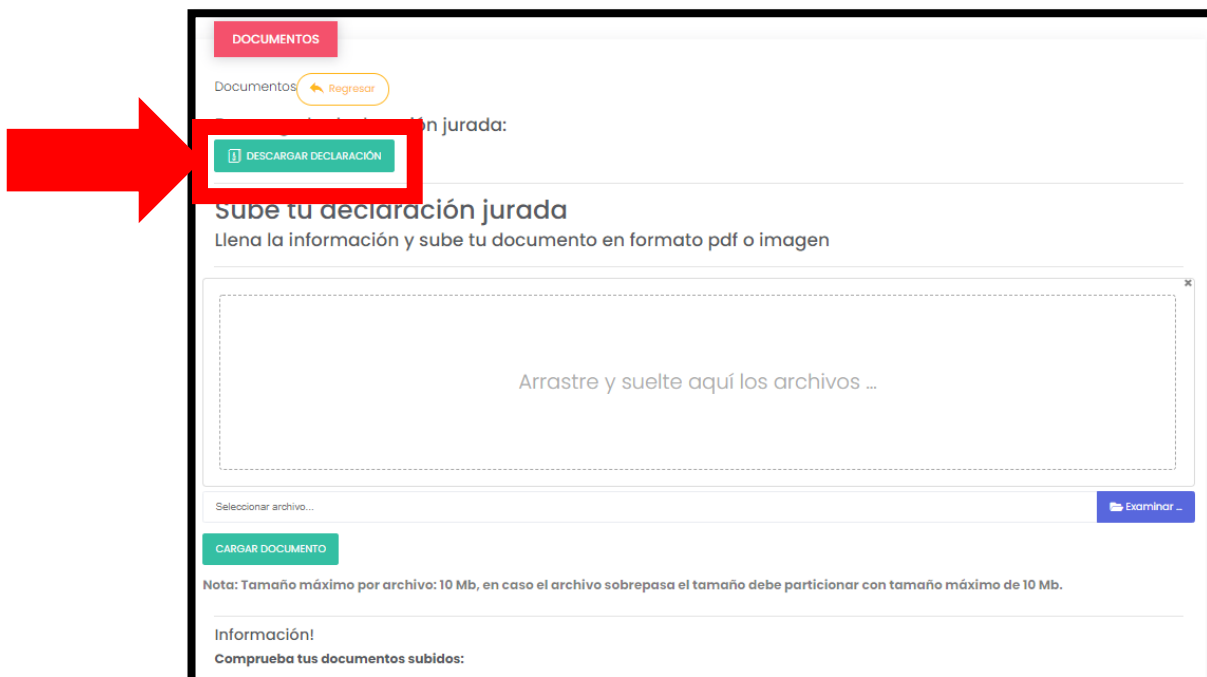 DOCUMENTOS
Documentos Regresar
ón jurada:
DESCARGAR DECLARACIÓN
Sube tu declaración jurada
Llena la información y sube tu documento en formato pdf o imagen
Arrastre y suelte aquí los archivos ...
Seleccionar archivo...
Examinar ...
CARGAR DOCUMENTO
Nota: Tamaño máximo por archivo: 10 Mb, en caso el archivo sobrepasa el tamaño debe particionar con tamaño máximo de 10 Mb.
Información!
Comprueba tus documentos subidos: